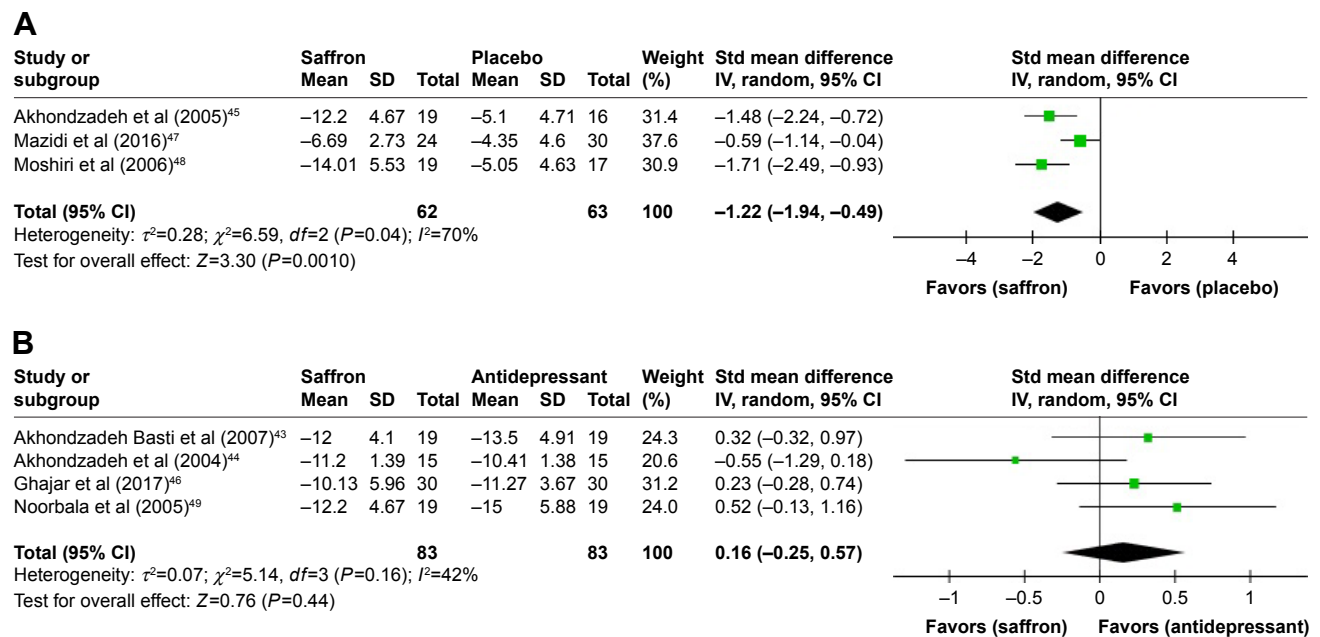 A
Study or Saffron Placebo Weight Std mean difference Std mean difference
subgroup Mean SD Total Mean SD Total (%) IV, random, 95% CI IV, random, 95% CI
Akhondzadeh et al (2005)⁴⁵ –12.2 4.67 19 –5.1 4.71 16 31.4 –1.48 (–2.24, –0.72)
Mazidi et al (2016)⁴⁷ –6.69 2.73 24 –4.35 4.6 30 37.6 –0.59 (–1.14, –0.04)
Moshiri et al (2006)⁴⁸ –14.01 5.53 19 –5.05 4.63 17 30.9 –1.71 (–2.49, –0.93)
Total (95% CI) 62 63 100 –1.22 (–1.94, –0.49)
Heterogeneity: τ²=0.28; χ²=6.59, df=2 (P=0.04); I²=70%
Test for overall effect: Z=3.30 (P=0.0010)
–4 –2 0 2 4
Favors (saffron) Favors (placebo)
B
Study or Saffron Antidepressant Weight Std mean difference Std mean difference
subgroup Mean SD Total Mean SD Total (%) IV, random, 95% CI IV, random, 95% CI
Akhondzadeh Basti et al (2007)⁴³ –12 4.1 19 –13.5 4.91 19 24.3 0.32 (–0.32, 0.97)
Akhondzadeh et al (2004)⁴⁴ –11.2 1.39 15 –10.41 1.38 15 20.6 –0.55 (–1.29, 0.18)
Ghajar et al (2017)⁴⁶ –10.13 5.96 30 –11.27 3.67 30 31.2 0.23 (–0.28, 0.74)
Noorbala et al (2005)⁴⁹ –12.2 4.67 19 –15 5.88 19 24.0 0.52 (–0.13, 1.16)
Total (95% CI) 83 83 100 0.16 (–0.25, 0.57)
Heterogeneity: τ²=0.07; χ²=5.14, df=3 (P=0.16); I²=42%
Test for overall effect: Z=0.76 (P=0.44)
–1 –0.5 0 0.5 1
Favors (saffron) Favors (antidepressant)